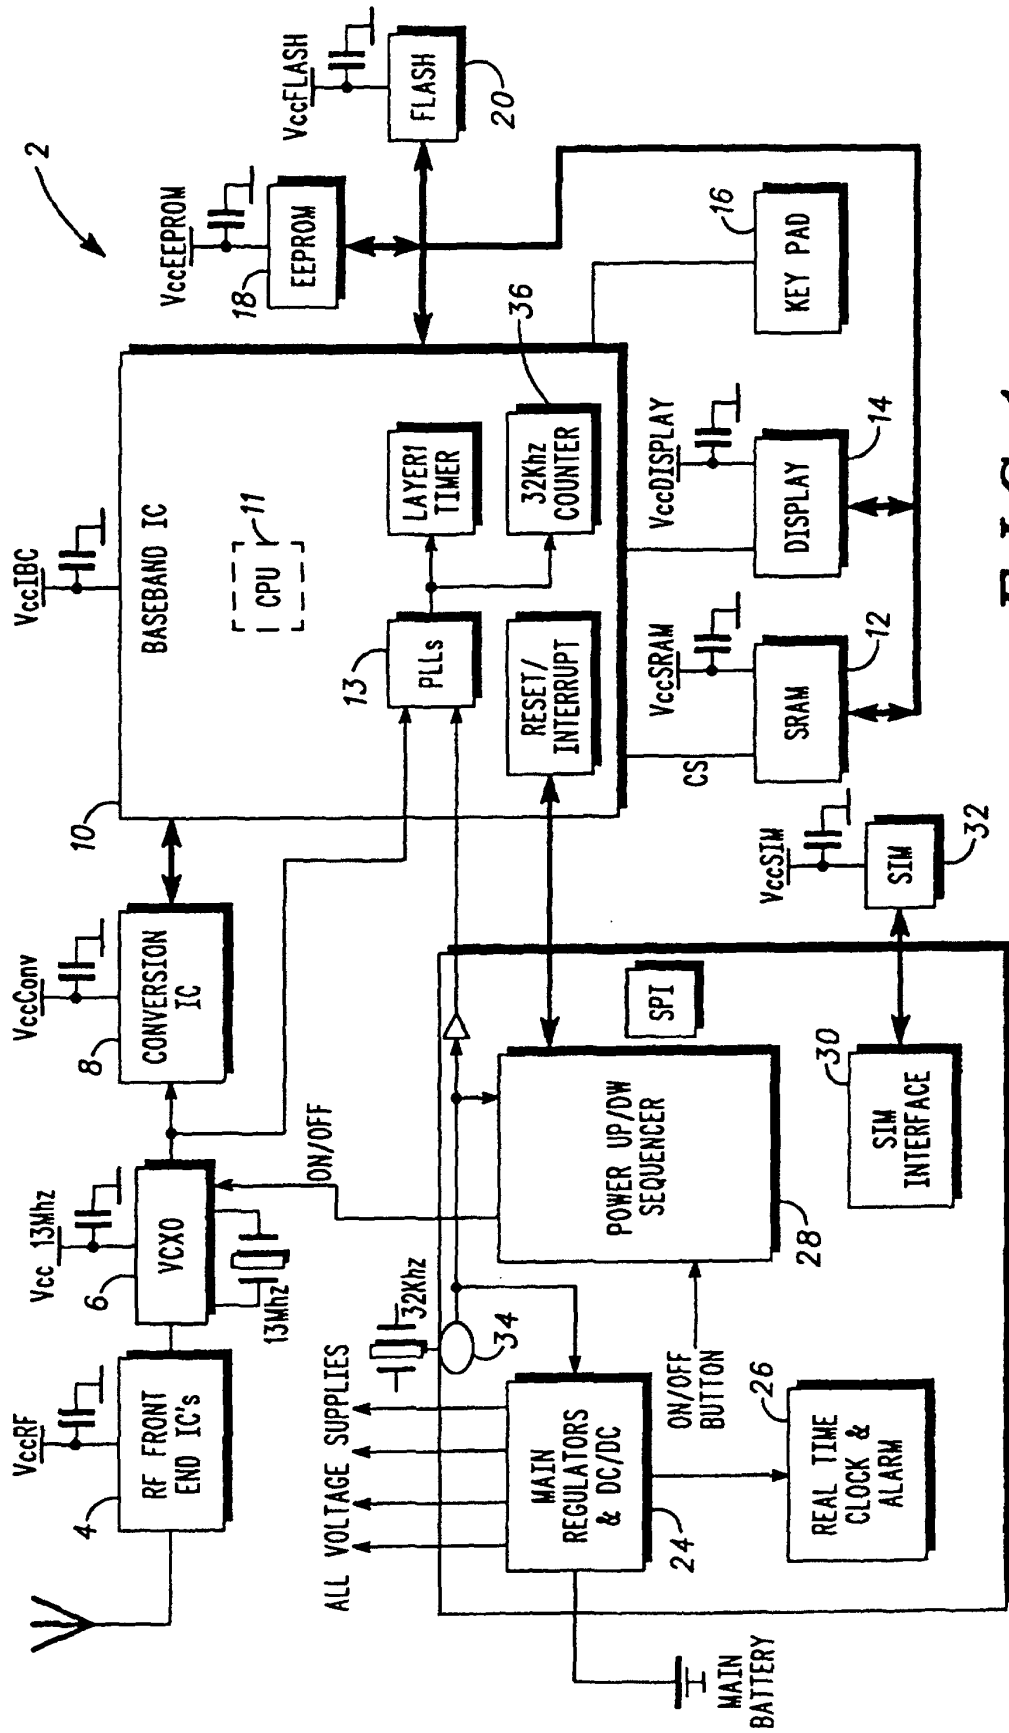 2
VccRF
RF FRONT
END IC's
4
Vcc 13Mhz
VCXO
6
13Mhz
VccConv
CONVERSION
IC
8
VccIBC
BASEBAND IC
10
CPU
11
PLLs
13
LAYER1
TIMER
32Khz
COUNTER
36
RESET/
INTERRUPT
VccEEPROM
EEPROM
18
VccFLASH
FLASH
20
ON/OFF
ALL VOLTAGE SUPPLIES
32Khz
34
MAIN
REGULATORS
& DC/DC
24
MAIN
BATTERY
ON/OFF
BUTTON
REAL TIME
CLOCK &
ALARM
26
POWER UP/DW
SEQUENCER
28
SPI
SIM
INTERFACE
30
VccSIM
SIM
32
CS
VccSRAM
SRAM
12
VccDISPLAY
DISPLAY
14
KEY PAD
16